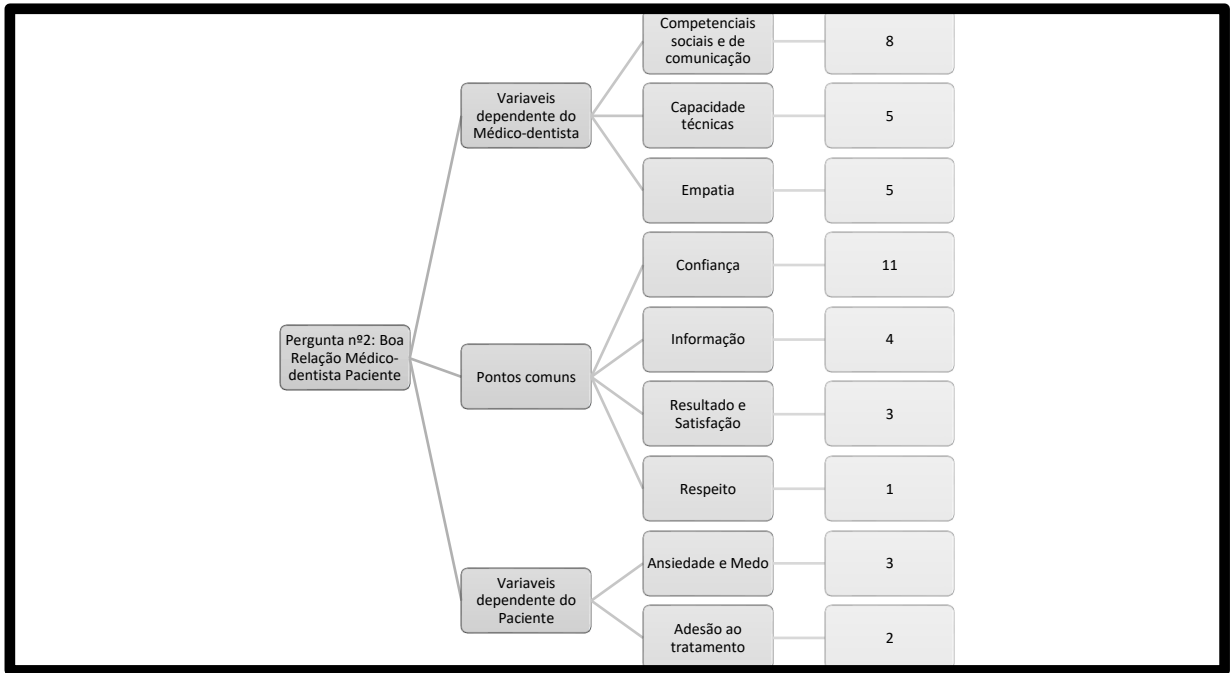 Pergunta nº2: Boa
Relação Médico-
dentista Paciente
Variaveis
dependente do
Médico-dentista
Competenciais
sociais e de
comunicação
8
Capacidade
técnicas
5
Empatia
5
Pontos comuns
Confiança
11
Informação
4
Resultado e
Satisfação
3
Respeito
1
Variaveis
dependente do
Paciente
Ansiedade e Medo
3
Adesão ao
tratamento
2